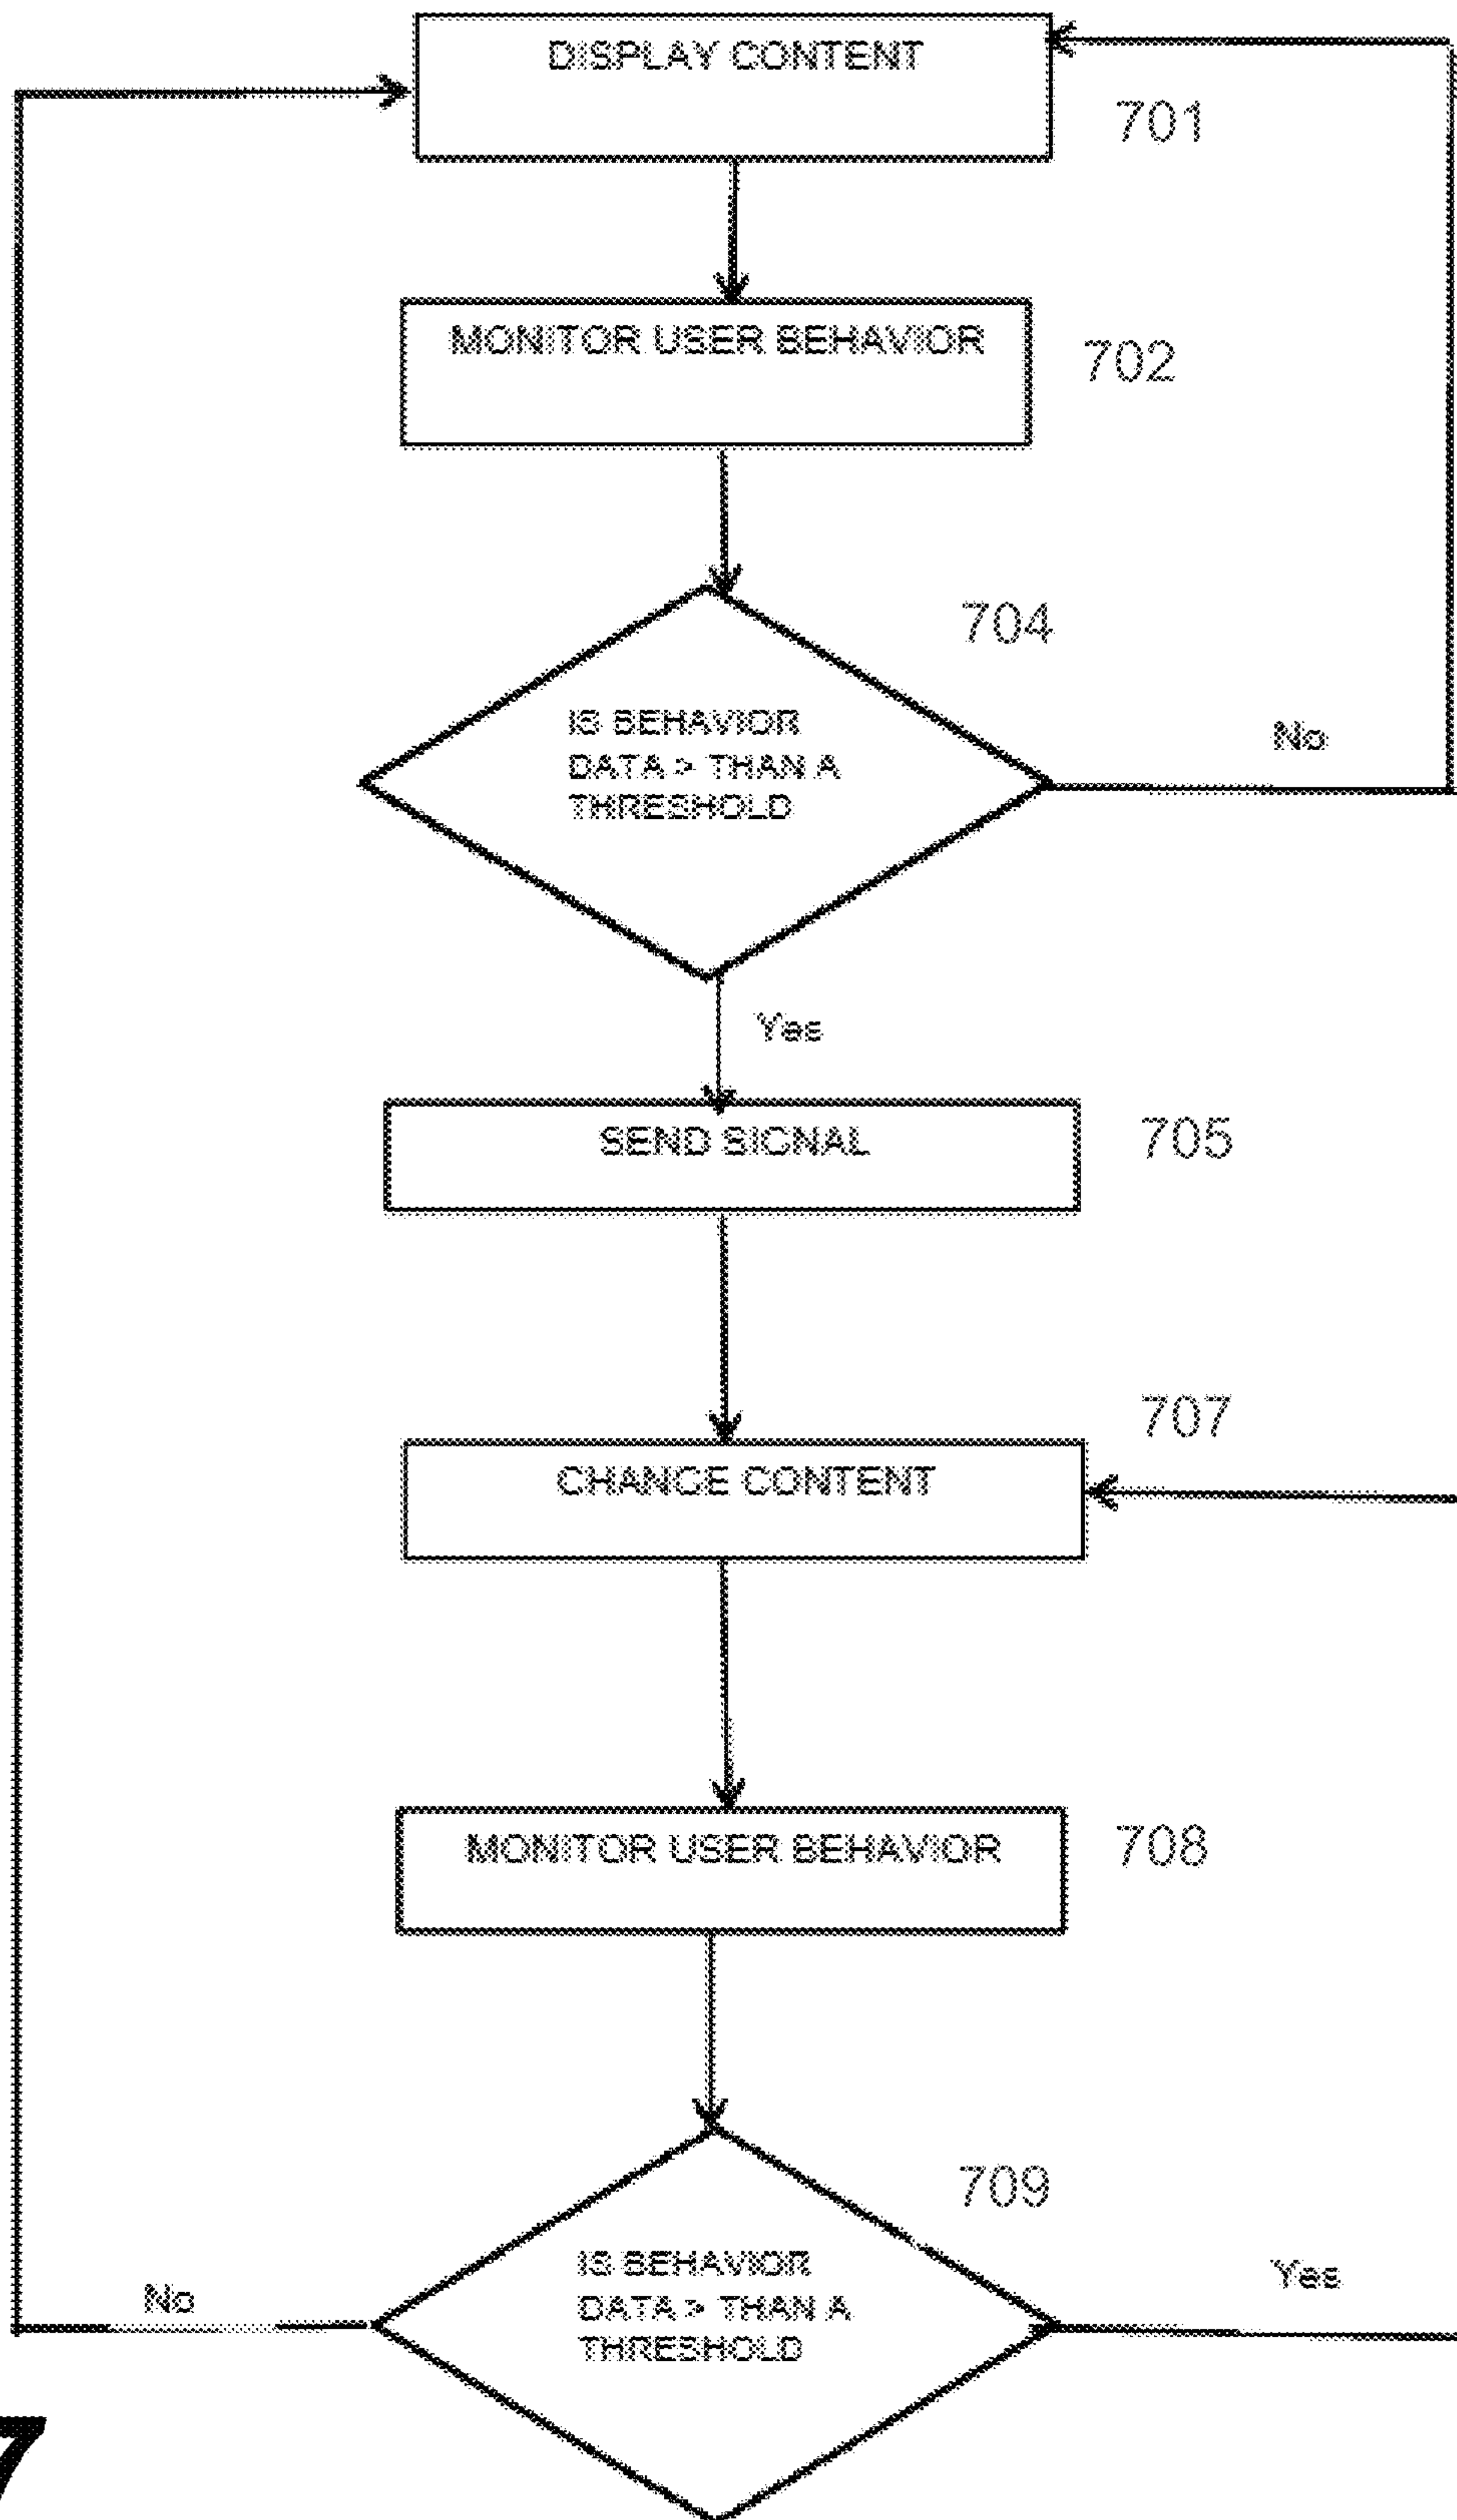 DISPLAY CONTENT
701
MONITOR USER BEHAVIOR
702
704
IS BEHAVIOR
DATA > THAN A
THRESHOLD
No
Yes
SEND SIGNAL
705
707
CHANGE CONTENT
MONITOR USER BEHAVIOR
708
709
IS BEHAVIOR
DATA > THAN A
THRESHOLD
No
Yes
7